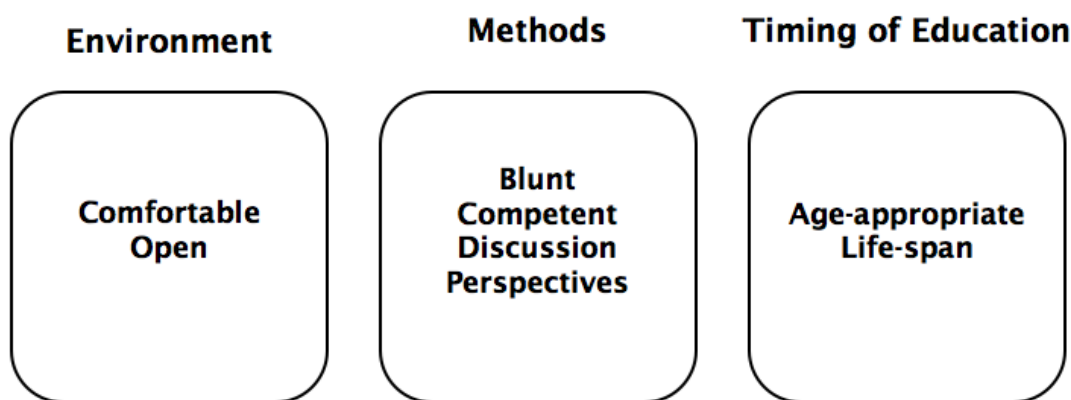 Environment
Comfortable
Open
Methods
Blunt
Competent
Discussion
Perspectives
Timing of Education
Age-appropriate
Life-span